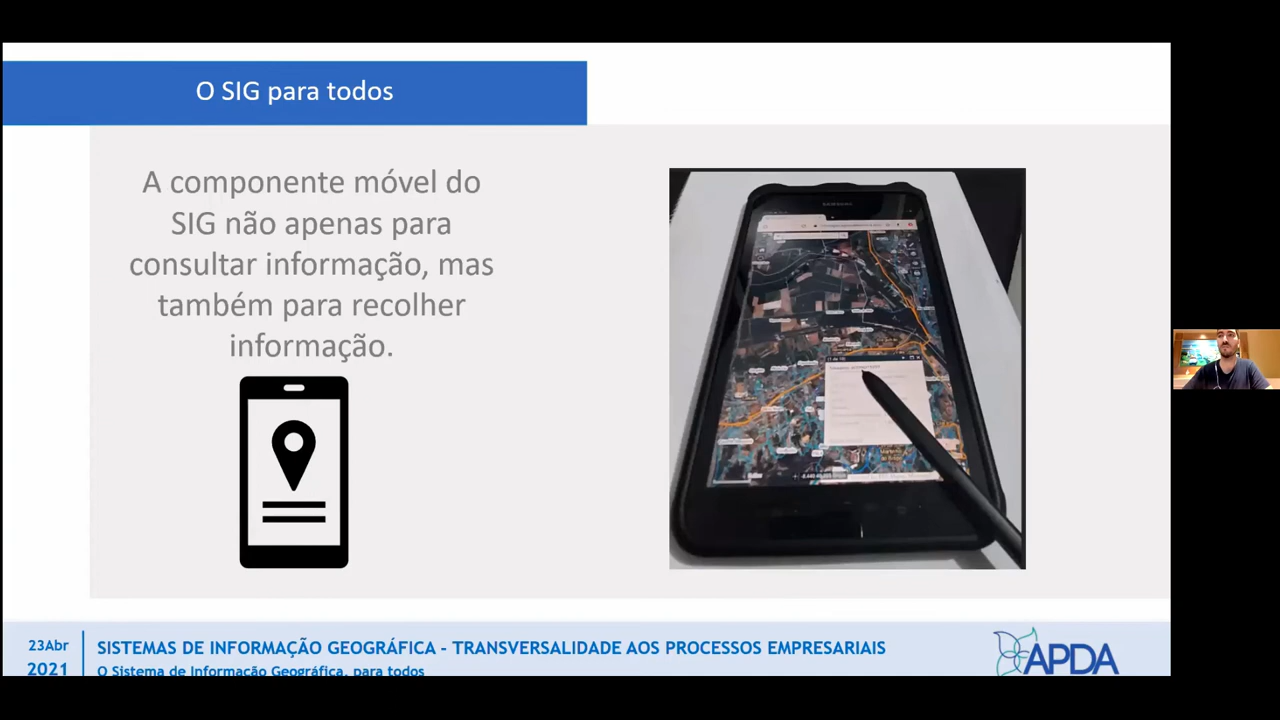 O SIG para todos
A componente móvel do
SIG não apenas para
consultar informação, mas
também para recolher
informação.
SAMSUNG
23Abr
2021
SISTEMAS DE INFORMAÇÃO GEOGRÁFICA - TRANSVERSALIDADE AOS PROCESSOS EMPRESARIAIS
O Sistema de Informação Geográfica, para todos
APDA